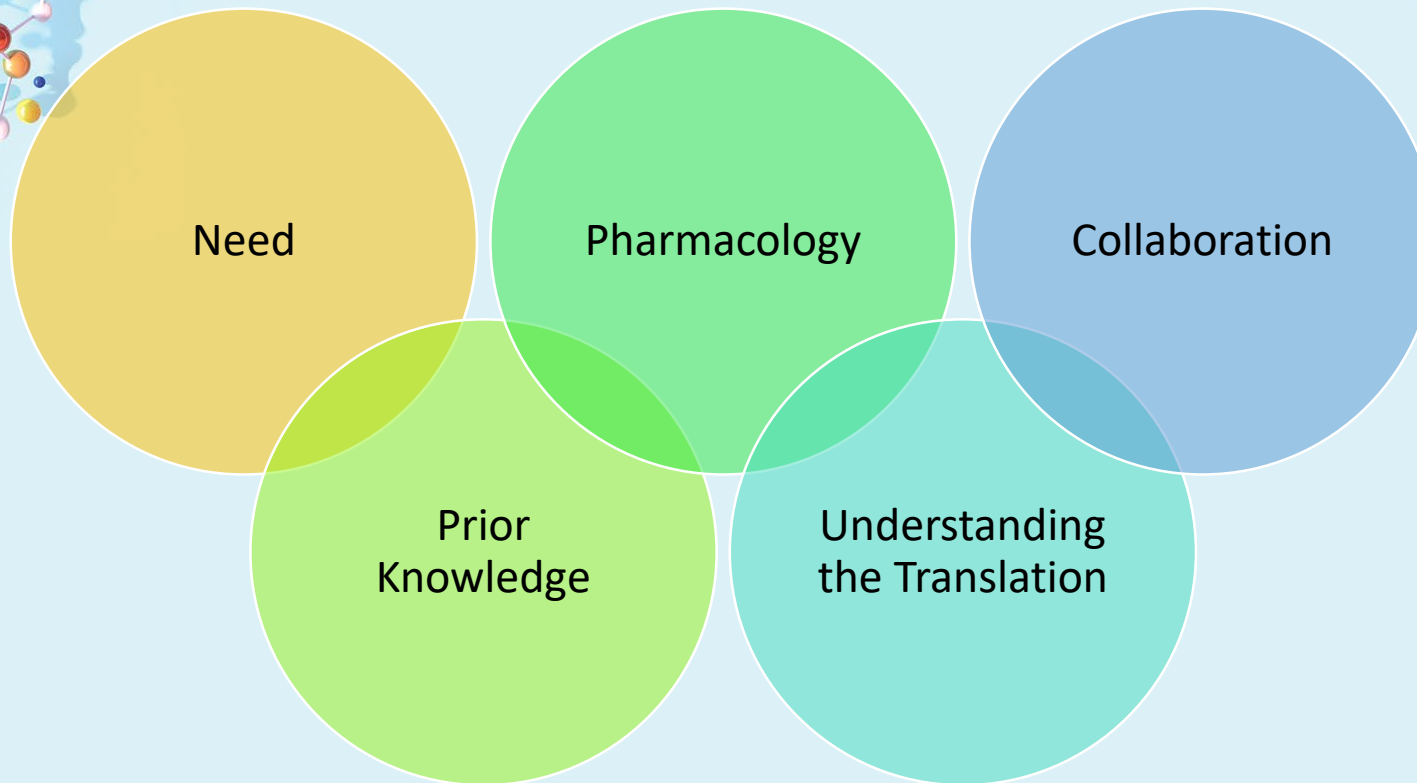 Need
Pharmacology
Collaboration
Prior
Knowledge
Understanding
the Translation